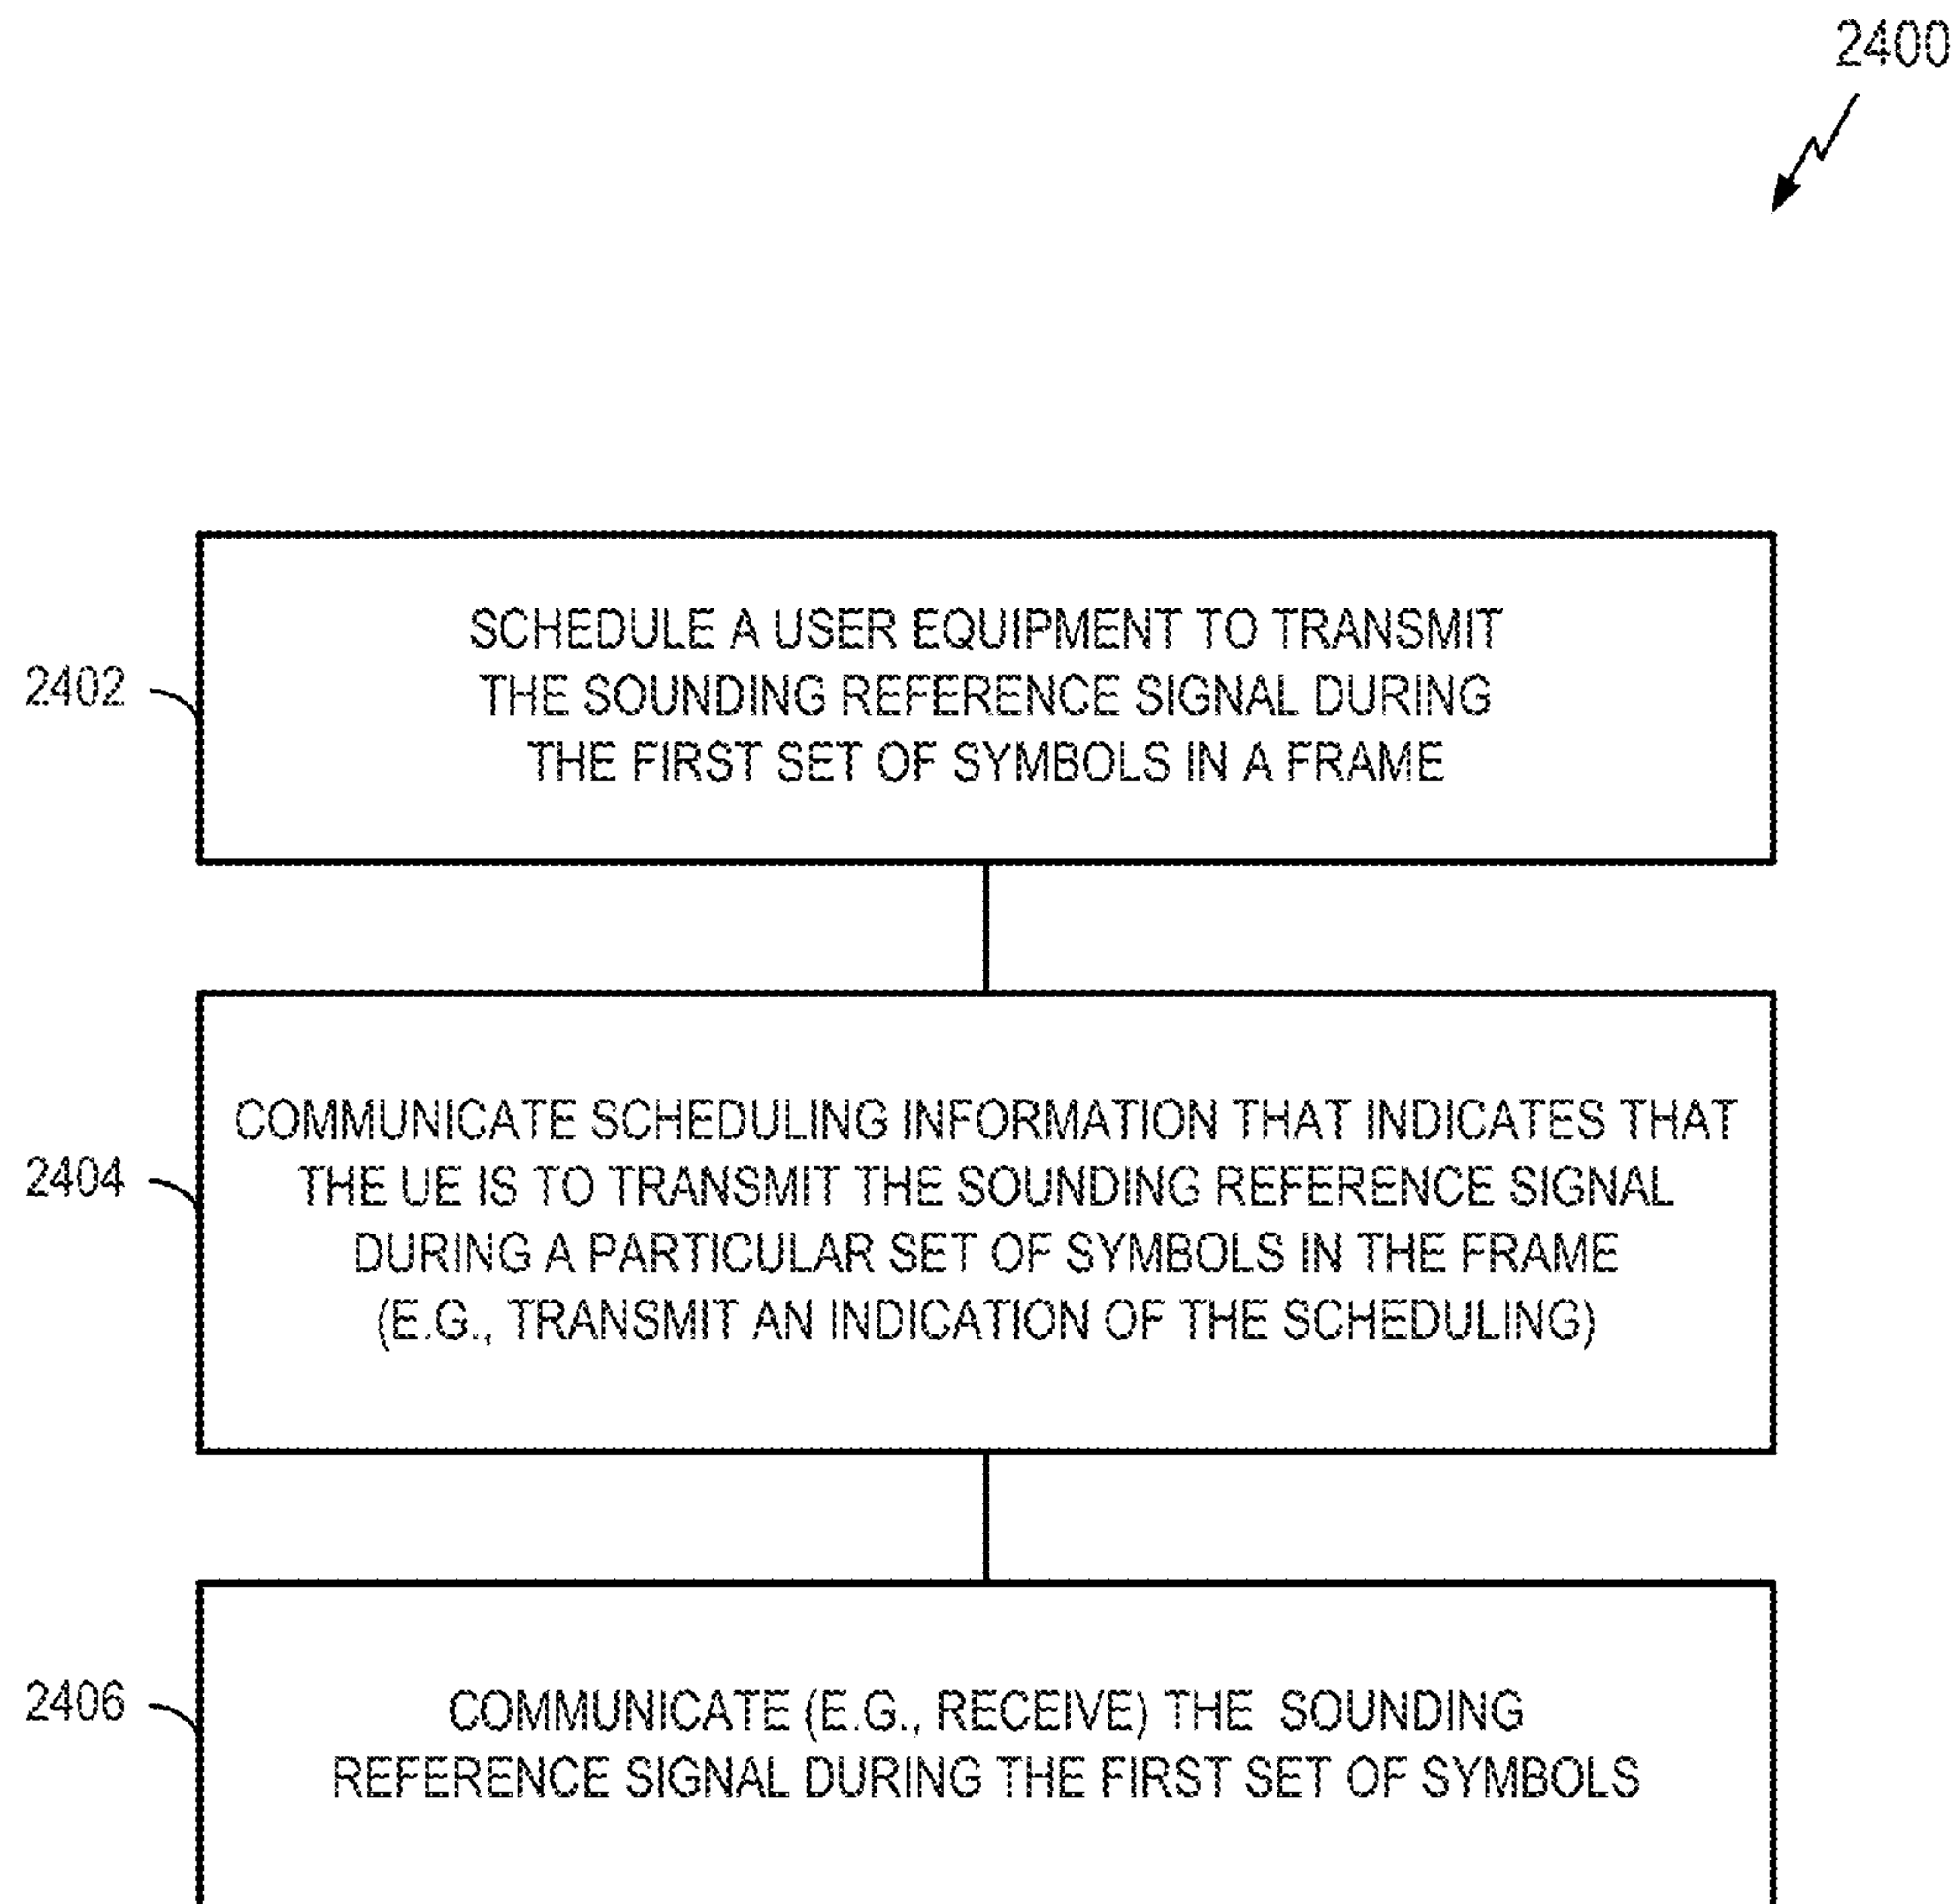 2400
2402
SCHEDULE A USER EQUIPMENT TO TRANSMIT
THE SOUNDING REFERENCE SIGNAL DURING
THE FIRST SET OF SYMBOLS IN A FRAME
2404
COMMUNICATE SCHEDULING INFORMATION THAT INDICATES THAT
THE UE IS TO TRANSMIT THE SOUNDING REFERENCE SIGNAL
DURING A PARTICULAR SET OF SYMBOLS IN THE FRAME
(E.G., TRANSMIT AN INDICATION OF THE SCHEDULING)
2406
COMMUNICATE (E.G., RECEIVE) THE SOUNDING
REFERENCE SIGNAL DURING THE FIRST SET OF SYMBOLS